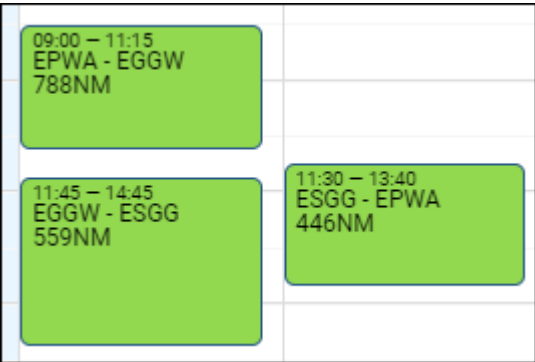 09:00 – 11:15
EPWA - EGGW
788NM
11:45 – 14:45
EGGW - ESGG
559NM
11:30 – 13:40
ESGG - EPWA
446NM